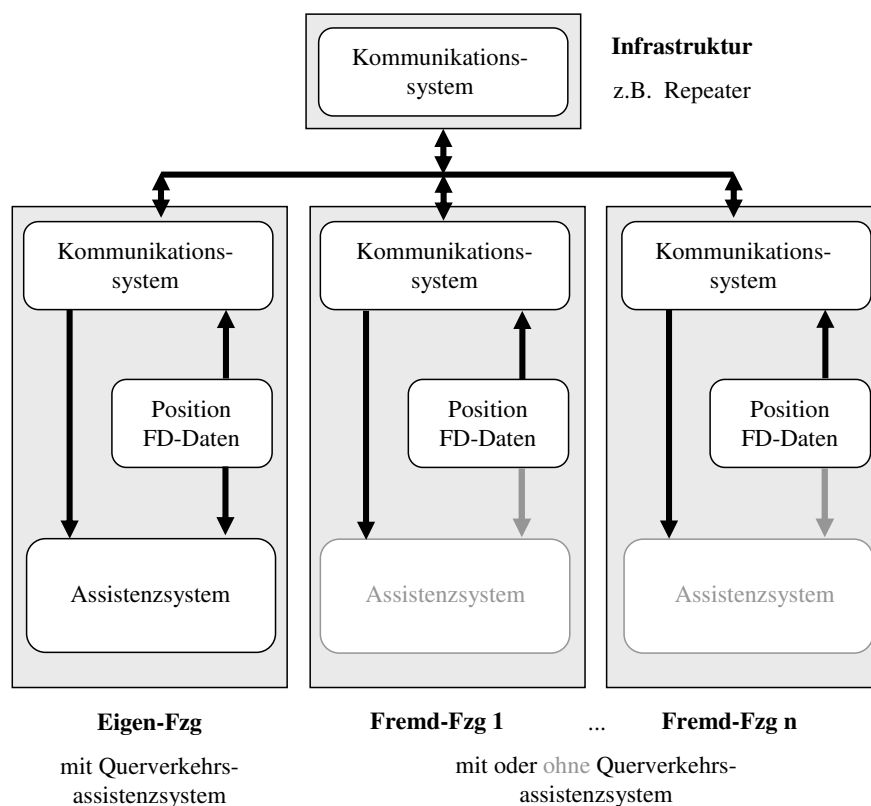 Kommunikations-
system
Infrastruktur
z.B. Repeater
Kommunikations-
system
Kommunikations-
system
Kommunikations-
system
Position
FD-Daten
Position
FD-Daten
Position
FD-Daten
Assistenzsystem
Assistenzsystem
Assistenzsystem
Eigen-Fzg
Fremd-Fzg 1
...
Fremd-Fzg n
mit Querverkehrs-
assistenzsystem
mit oder ohne Querverkehrs-
assistenzsystem